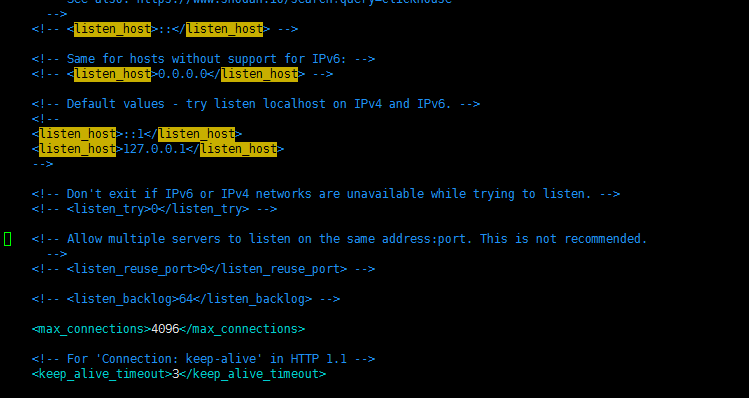 See also: https://www.shodan.io/search?query=clickhouse
-->
<!-- <listen_host>::</listen_host> -->
<!-- Same for hosts without support for IPv6: -->
<!-- <listen_host>0.0.0.0</listen_host> -->
<!-- Default values - try listen localhost on IPv4 and IPv6. -->
<!--
<listen_host>::1</listen_host>
<listen_host>127.0.0.1</listen_host>
-->
<!-- Don't exit if IPv6 or IPv4 networks are unavailable while trying to listen. -->
<!-- <listen_try>0</listen_try> -->
<!-- Allow multiple servers to listen on the same address:port. This is not recommended.
-->
<!-- <listen_reuse_port>0</listen_reuse_port> -->
<!-- <listen_backlog>64</listen_backlog> -->
<max_connections>4096</max_connections>
<!-- For 'Connection: keep-alive' in HTTP 1.1 -->
<keep_alive_timeout>3</keep_alive_timeout>